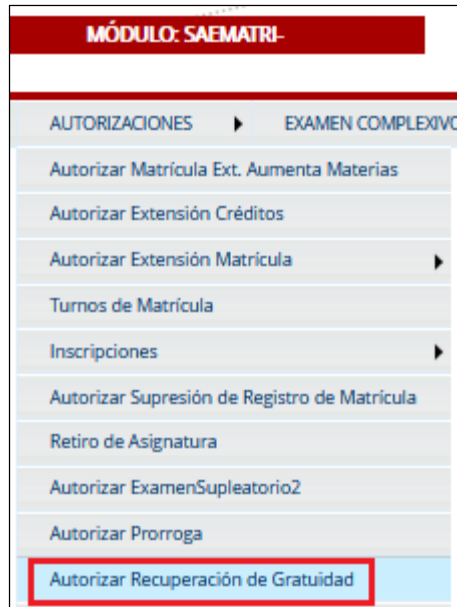 MÓDULO: SAEMATRI-
AUTORIZACIONES EXAMEN COMPLEXIVO
Autorizar Matrícula Ext. Aumenta Materias
Autorizar Extensión Créditos
Autorizar Extensión Matrícula
Turnos de Matrícula
Inscripciones
Autorizar Supresión de Registro de Matrícula
Retiro de Asignatura
Autorizar ExamenSupleatorio2
Autorizar Prorroga
Autorizar Recuperación de Gratuidad